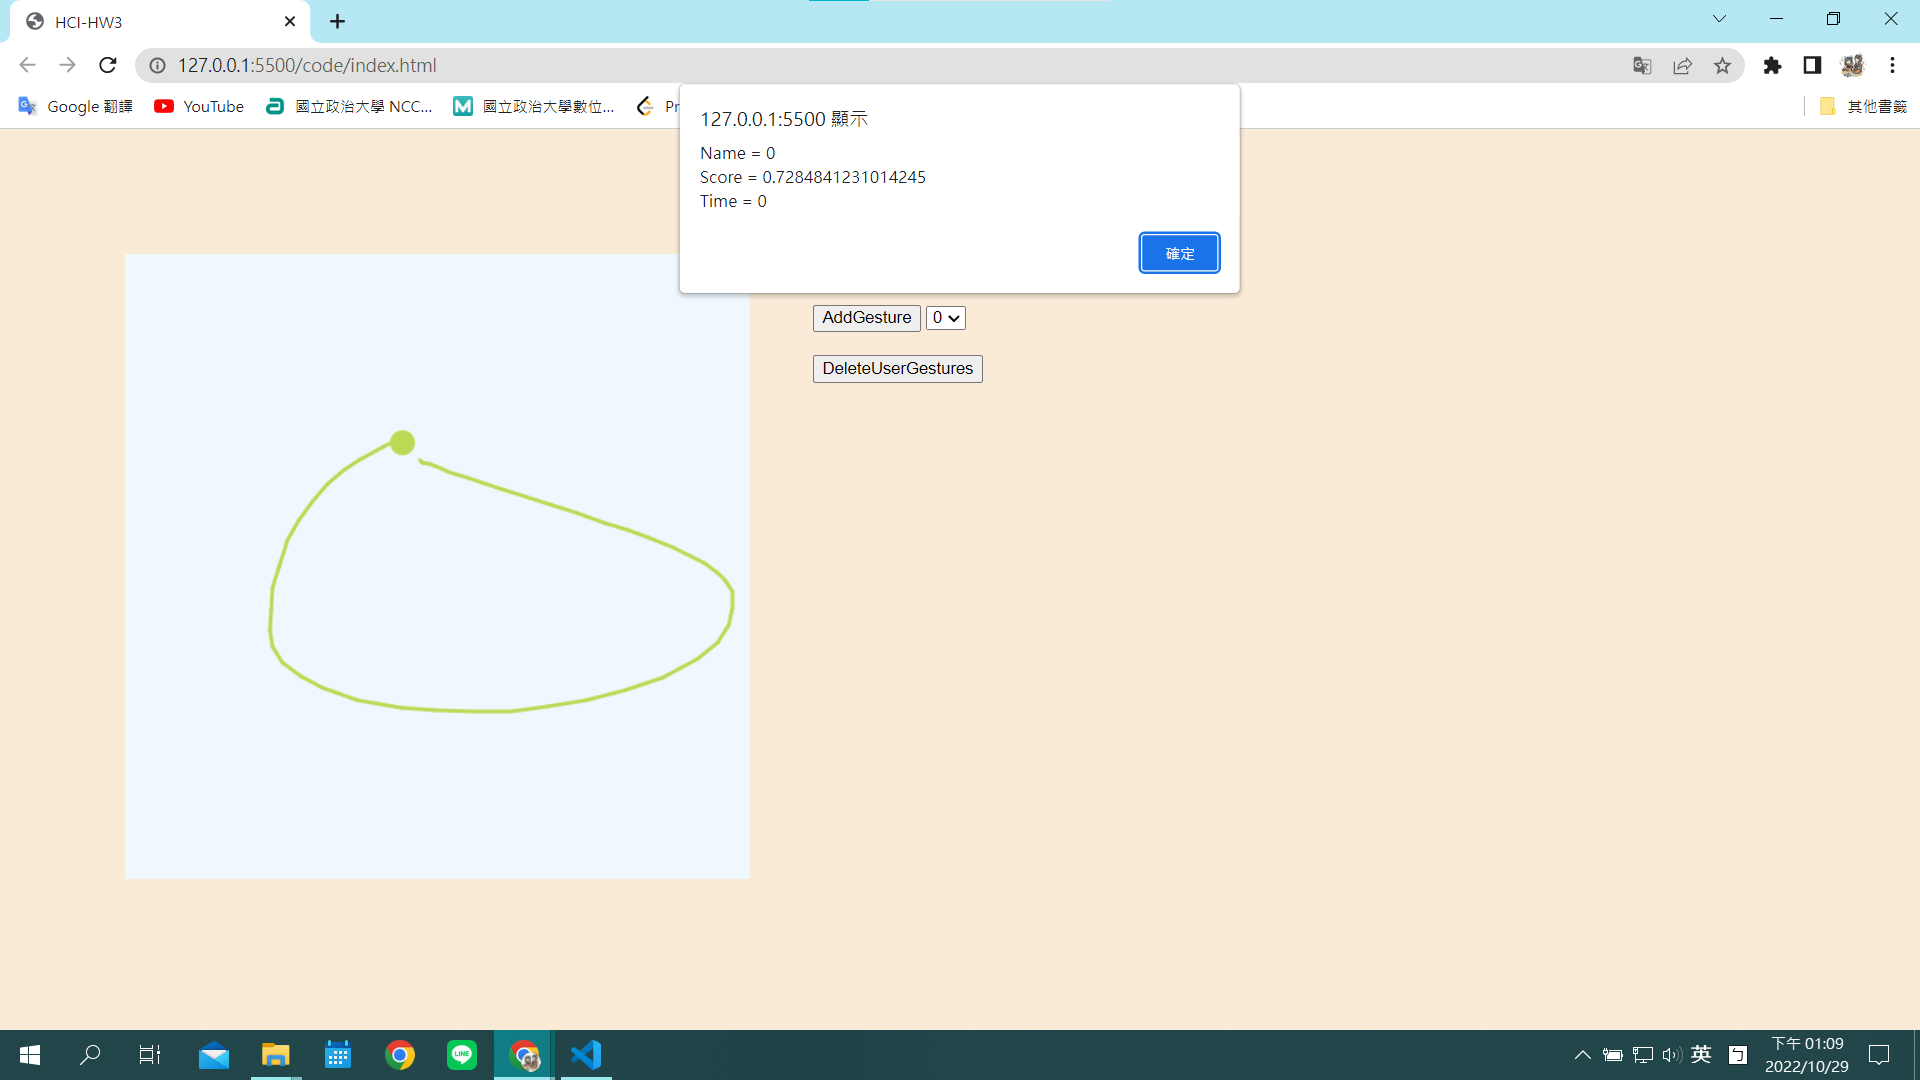 HCI-HW3
127.0.0.1:5500/code/index.html
Google 翻譯
YouTube
國立政治大學 NCC...
國立政治大學數位...
Pr
其他書籤
127.0.0.1:5500 顯示
Name = 0
Score = 0.7284841231014245
Time = 0
確定
AddGesture 0
DeleteUserGestures
LINE
英
下午 01:09
2022/10/29